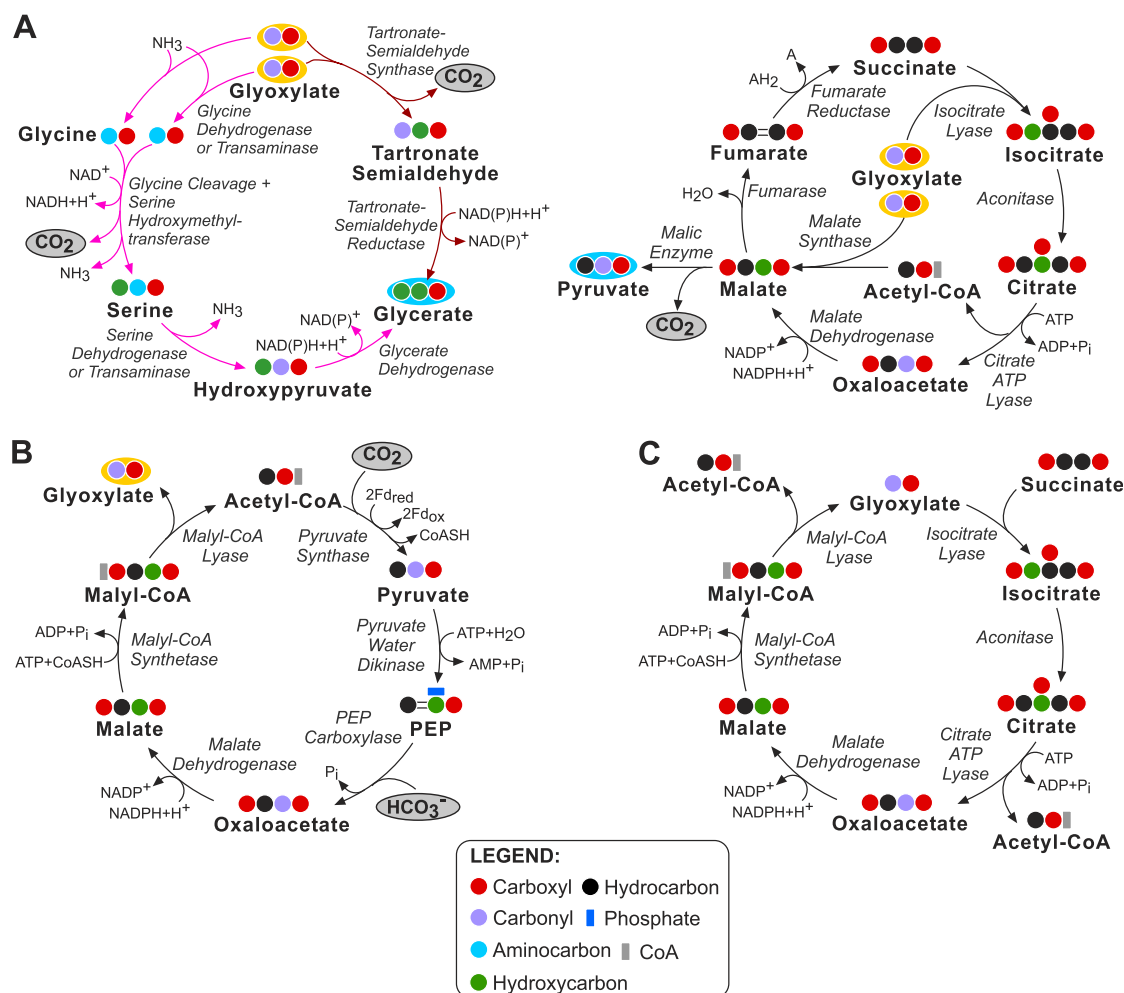 A
NH3
Glyoxylate
Tartronate-
Semialdehyde
Synthase
CO2
Glycine
Glycine
Dehydrogenase
or Transaminase
Tartronate
Semialdehyde
NAD+
NADH+H+
Glycine Cleavage +
Serine
Hydroxymethyl-
transferase
CO2
NH3
Tartronate-
Semialdehyde
Reductase
NAD(P)H+H+
NAD(P)+
Serine
Glycerate
Serine
Dehydrogenase
or Transaminase
NH3
NAD(P)+
NAD(P)H+H+
Glycerate
Dehydrogenase
Hydroxypyruvate
A
AH2
Succinate
Fumarate
Reductase
Isocitrate
Lyase
Fumarate
Glyoxylate
Isocitrate
H2O
Fumarase
Aconitase
Malate
Synthase
Malic
Enzyme
Pyruvate
Malate
Acetyl-CoA
Citrate
CO2
Malate
Dehydrogenase
ATP
ADP+Pi
NADP+
NADPH+H+
Oxaloacetate
Citrate
ATP
Lyase
B
CO2
Glyoxylate
Acetyl-CoA
2Fdred
2Fdox
CoASH
Malyl-CoA
Lyase
Pyruvate
Synthase
Malyl-CoA
Pyruvate
ADP+Pi
ATP+CoASH
Malyl-CoA
Synthetase
Pyruvate
Water
Dikinase
ATP+H2O
AMP+Pi
Malate
PEP
PEP
Carboxylase
Malate
Dehydrogenase
Pi
NADP+
NADPH+H+
HCO3-
Oxaloacetate
C
Acetyl-CoA
Glyoxylate
Succinate
Malyl-CoA
Lyase
Isocitrate
Lyase
Malyl-CoA
Isocitrate
ADP+Pi
ATP+CoASH
Malyl-CoA
Synthetase
Aconitase
Malate
Citrate
Malate
Dehydrogenase
Citrate
ATP
Lyase
ATP
ADP+Pi
NADP+
NADPH+H+
Oxaloacetate
Acetyl-CoA
LEGEND:
Carboxyl Hydrocarbon
Carbonyl Phosphate
Aminocarbon CoA
Hydroxycarbon